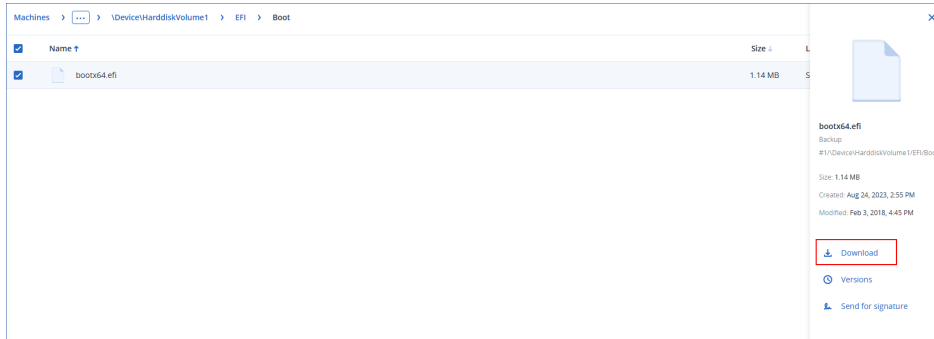 Machines > ... > \Device\HarddiskVolume1 > EFI > Boot
Name ↑ Size ↓ L
bootx64.efi 1.14 MB S
bootx64.efi
Backup
#1/\Device\HarddiskVolume1/EFI/Boo
Size: 1.14 MB
Created: Aug 24, 2023, 2:55 PM
Modified: Feb 3, 2018, 4:45 PM
Download
Versions
Send for signature